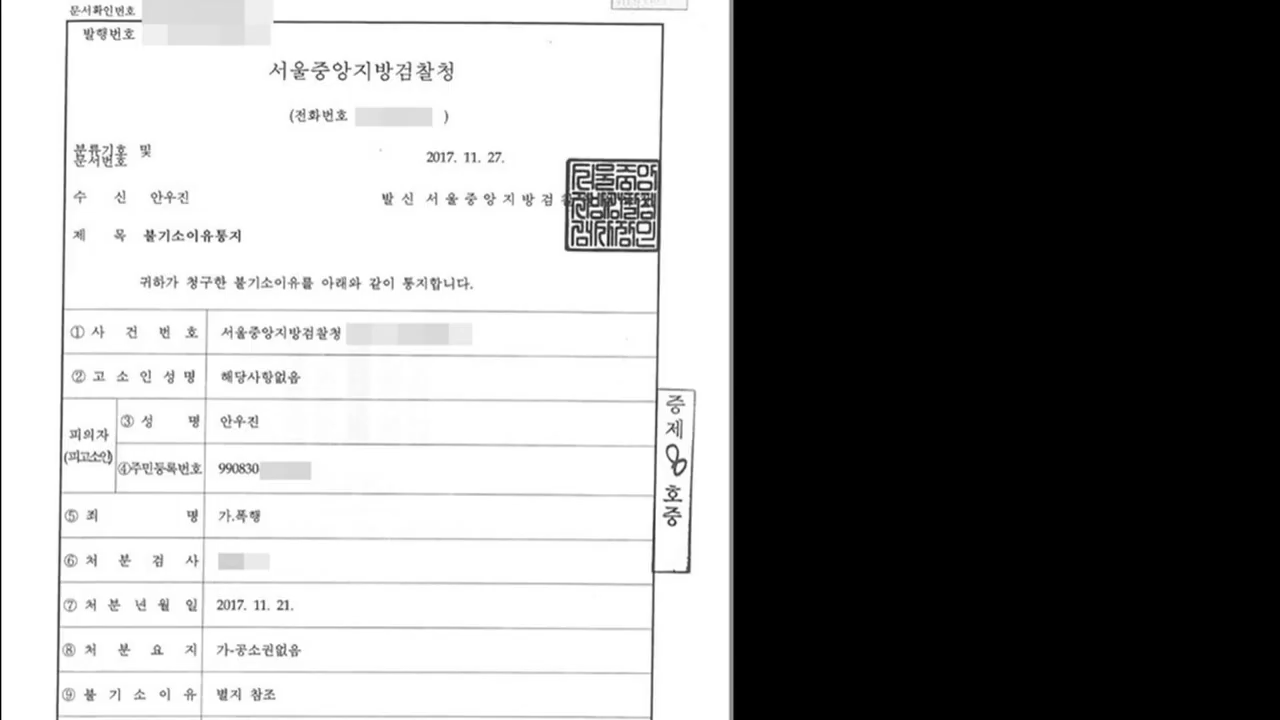 문서확인번호
발행번호
서울중앙지방검찰청
(전화번호 )
분류기호 및
문서번호
2017. 11. 27.
수 신 안우진
발 신 서울중앙지방검
제 목 불기소이유통지
귀하가 청구한 불기소이유를 아래와 같이 통지합니다.
① 사 건 번 호 서울중앙지방검찰청
② 고 소 인 성 명 해당사항없음
피의자
(피고소인)
③ 성 명 안우진
④주민등록번호 990830
⑤ 죄 명 가.폭행
⑥ 처 분 검 사
⑦ 처 분 년 월 일 2017. 11. 21.
⑧ 처 분 요 지 가-공소권없음
⑨ 불 기 소 이 유 별지 참조
증제8호증